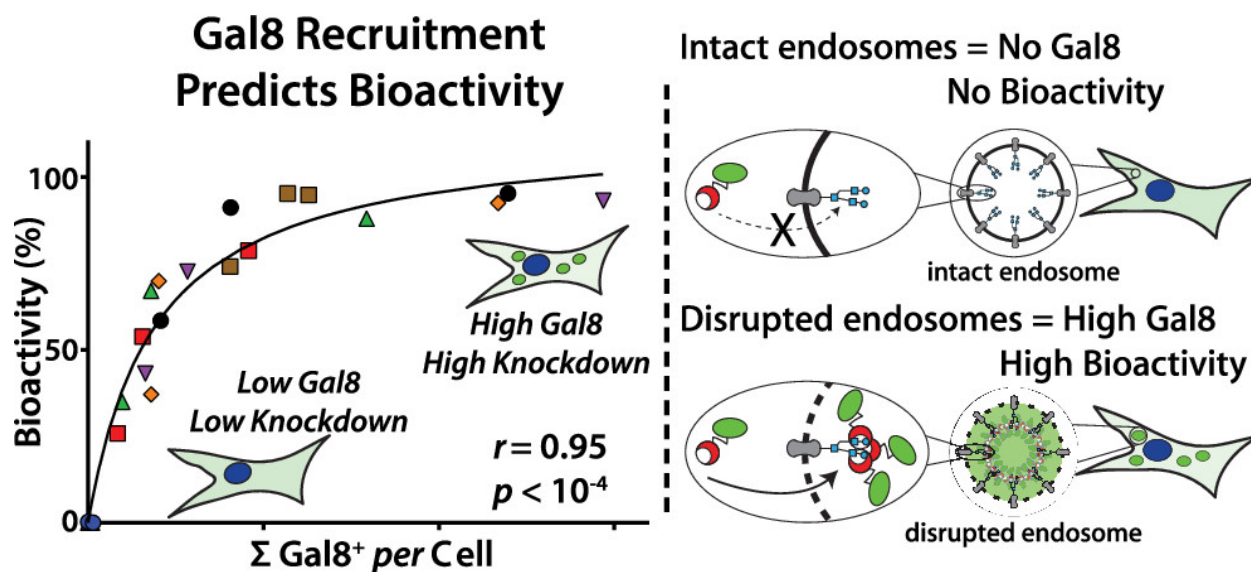 Gal8 Recruitment
Predicts Bioactivity
Bioactivity (%)
100
50
0
High Gal8
High Knockdown
Low Gal8
Low Knockdown
r = 0.95
p < 10⁻⁴
Σ Gal8⁺ per Cell
Intact endosomes = No Gal8
No Bioactivity
X
intact endosome
Disrupted endosomes = High Gal8
High Bioactivity
disrupted endosome